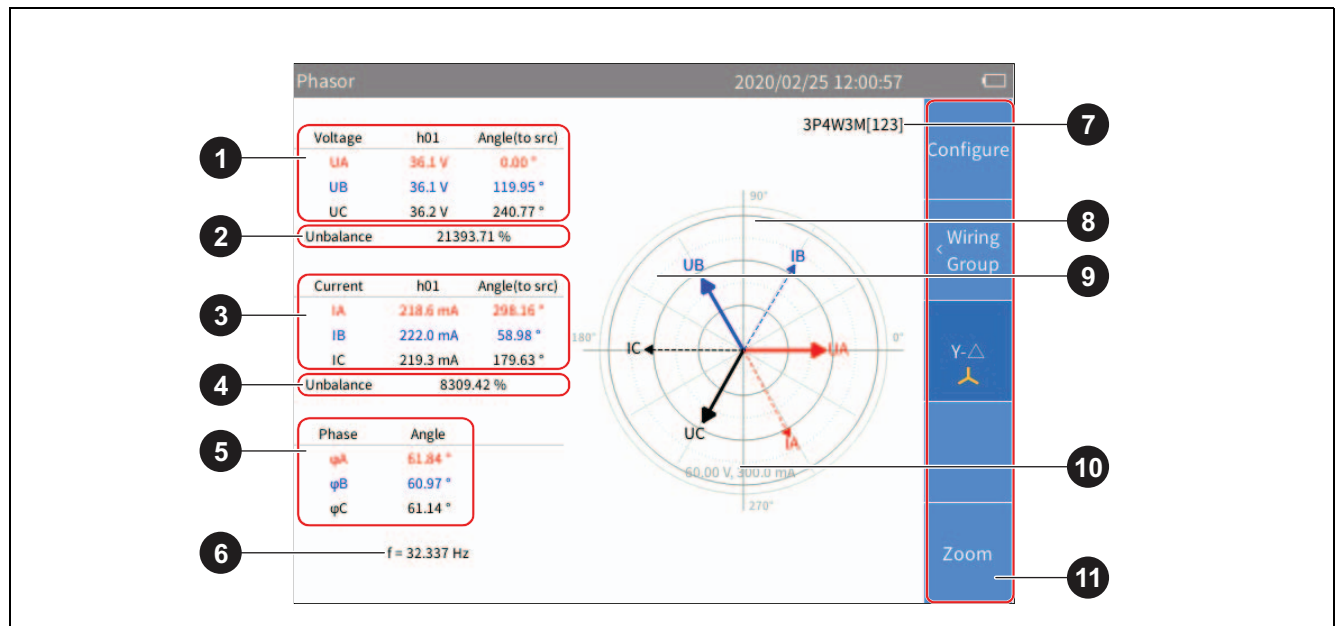 Phasor 2020/02/25 12:00:57
3P4W3M[123]
Voltage h01 Angle(to src)
UA 36.1 V 0.00 °
UB 36.1 V 119.95 °
UC 36.2 V 240.77 °
Unbalance 21393.71 %
Current h01 Angle(to src)
IA 218.6 mA 298.16 °
IB 222.0 mA 58.98 °
IC 219.3 mA 179.63 °
Unbalance 8309.42 %
Phase Angle
φA 61.84 °
φB 60.97 °
φC 61.14 °
f = 32.337 Hz
90°
UB IB
180° IC UA 0°
UC IA
60.00 V, 300.0 mA
270°
Configure
‹ Wiring
Group
Y-△
Zoom
1
2
3
4
5
6
7
8
9
10
11